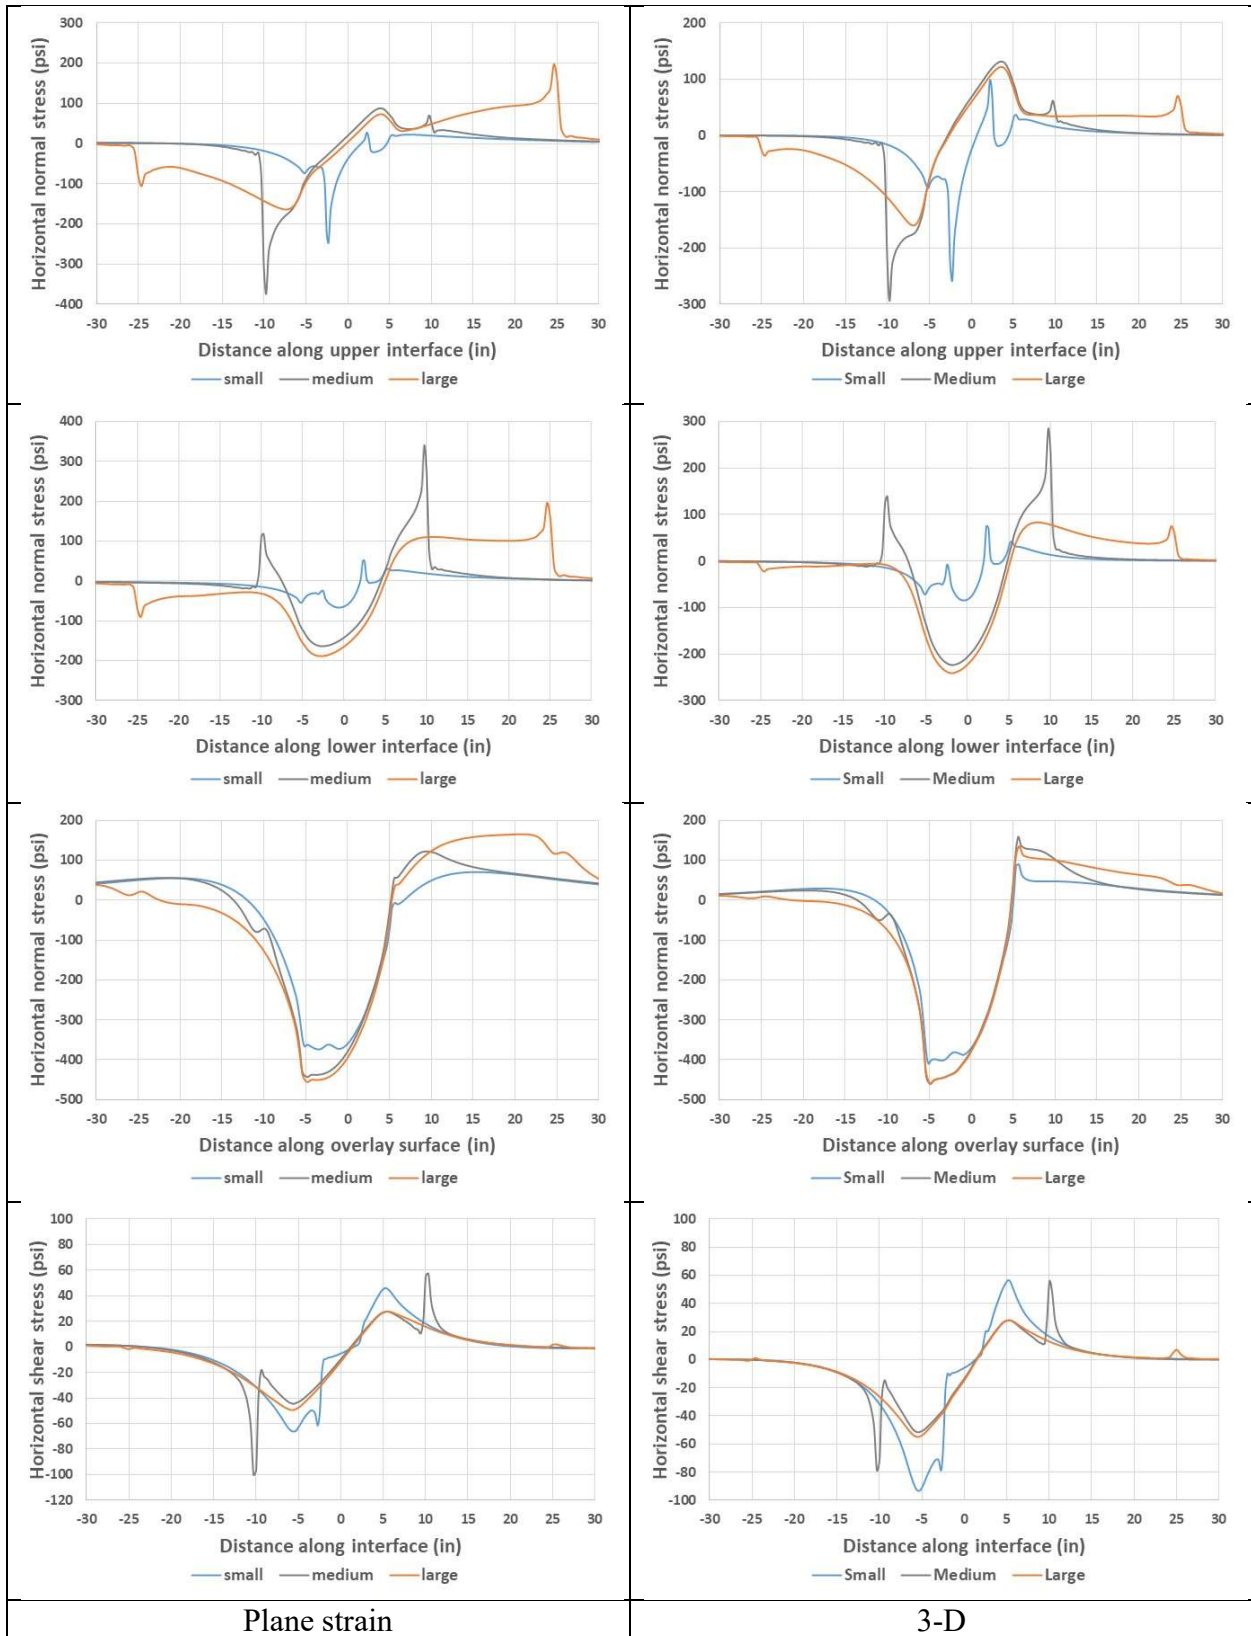 300
200
100
0
-100
-200
-300
-400
Horizontal normal stress (psi)
-30 -25 -20 -15 -10 -5 0 5 10 15 20 25 30
Distance along upper interface (in)
small medium large
200
100
0
-100
-200
-300
Horizontal normal stress (psi)
-30 -25 -20 -15 -10 -5 0 5 10 15 20 25 30
Distance along upper interface (in)
Small Medium Large
400
300
200
100
0
-100
-200
-300
Horizontal normal stress (psi)
-30 -25 -20 -15 -10 -5 0 5 10 15 20 25 30
Distance along lower interface (in)
small medium large
300
200
100
0
-100
-200
-300
Horizontal normal stress (psi)
-30 -25 -20 -15 -10 -5 0 5 10 15 20 25 30
Distance along lower interface (in)
Small Medium Large
200
100
0
-100
-200
-300
-400
-500
Horizontal normal stress (psi)
-30 -25 -20 -15 -10 -5 0 5 10 15 20 25 30
Distance along overlay surface (in)
small medium large
200
100
0
-100
-200
-300
-400
-500
Horizontal normal stress (psi)
-30 -25 -20 -15 -10 -5 0 5 10 15 20 25 30
Distance along overlay surface (in)
Small Medium Large
100
80
60
40
20
0
-20
-40
-60
-80
-100
-120
Horizontal shear stress (psi)
-30 -25 -20 -15 -10 -5 0 5 10 15 20 25 30
Distance along interface (in)
small medium large
100
80
60
40
20
0
-20
-40
-60
-80
-100
Horizontal shear stress (psi)
-30 -25 -20 -15 -10 -5 0 5 10 15 20 25 30
Distance along interface (in)
Small Medium Large
Plane strain
3-D